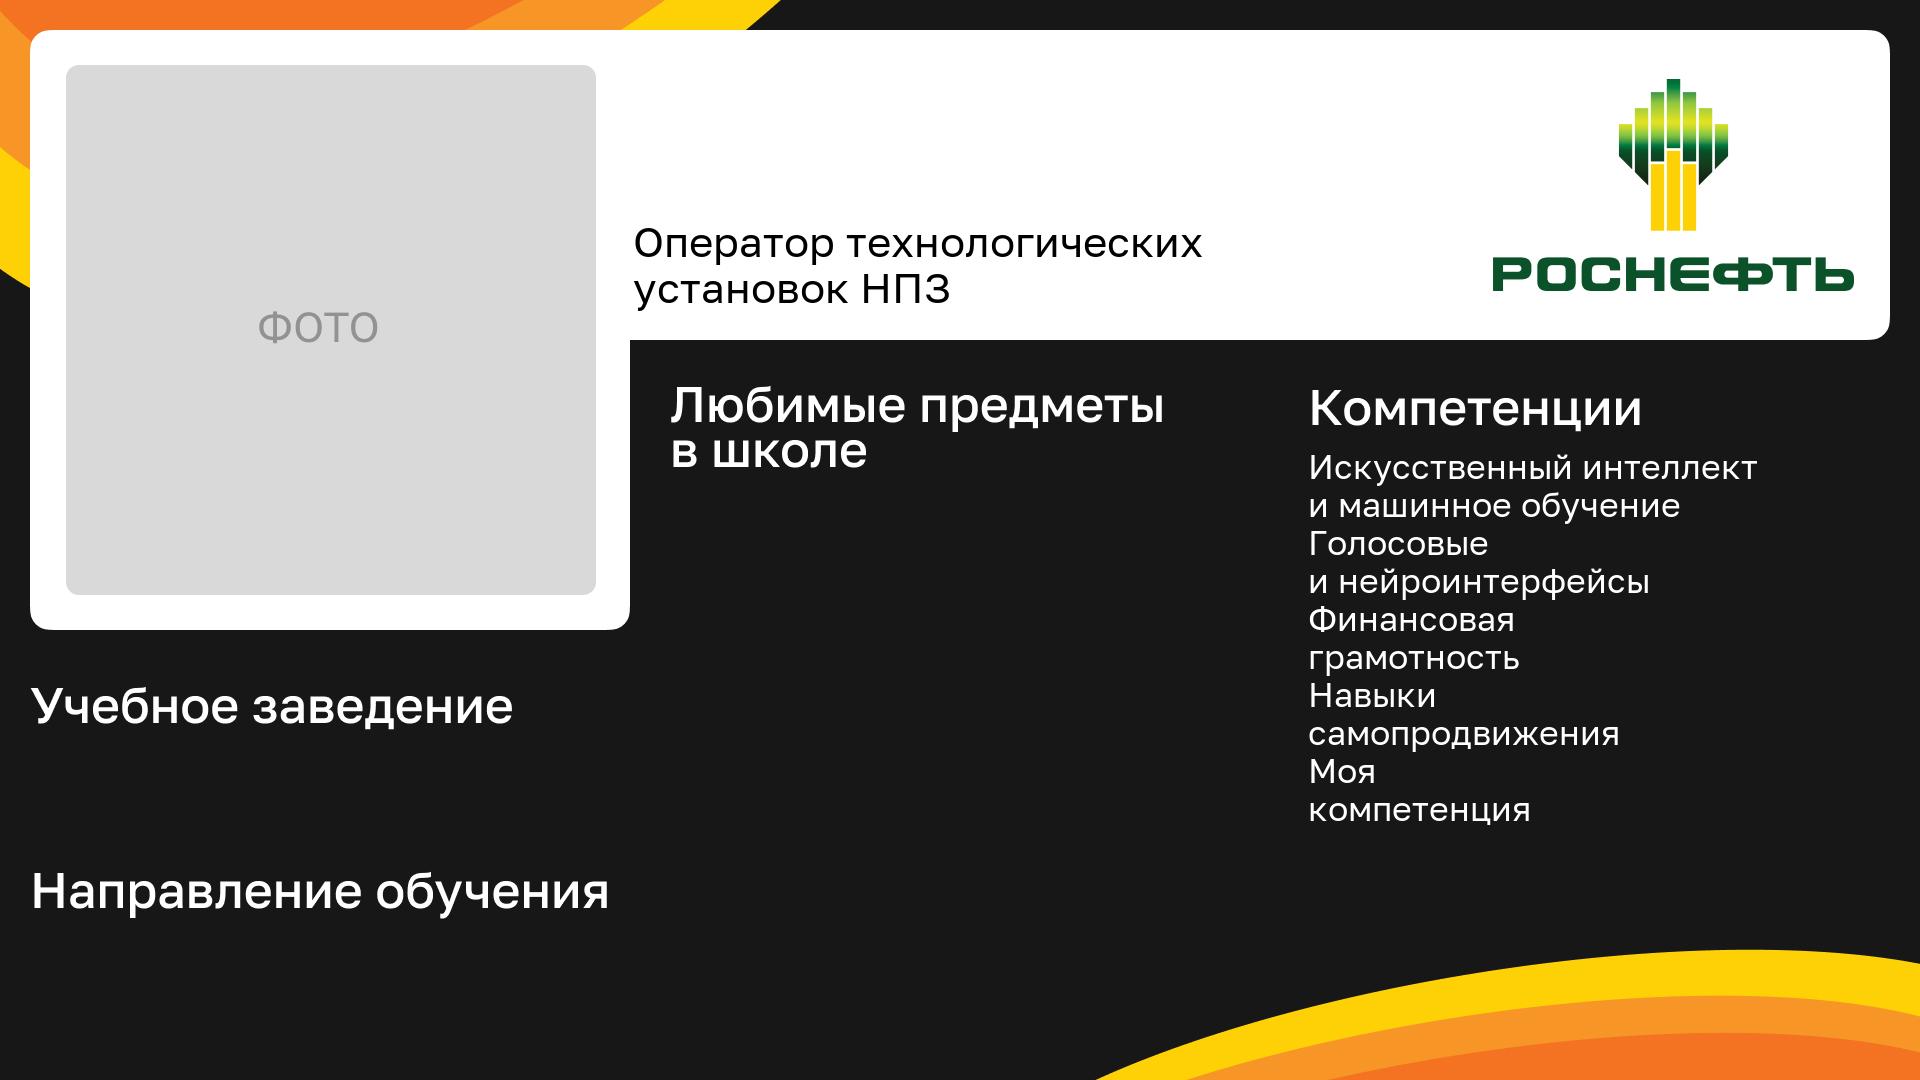 ФОТО
Оператор технологических
установок НПЗ
РОСНЕФТЬ
Любимые предметы
в школе
Компетенции
Искусственный интеллект
и машинное обучение
Голосовые
и нейроинтерфейсы
Финансовая
грамотность
Навыки
самопродвижения
Моя
компетенция
Учебное заведение
Направление обучения